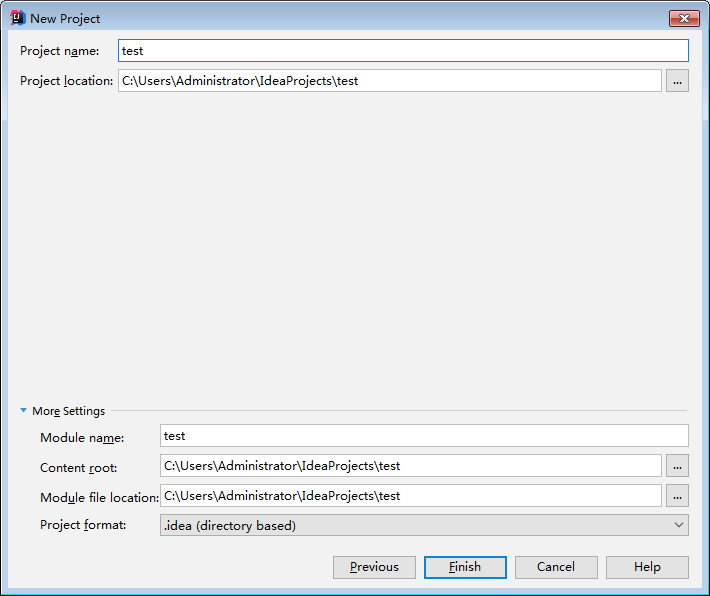 New Project
Project name: test
Project location: C:\Users\Administrator\IdeaProjects\test ...
More Settings
Module name: test
Content root: C:\Users\Administrator\IdeaProjects\test ...
Module file location: C:\Users\Administrator\IdeaProjects\test ...
Project format: .idea (directory based)
Previous Finish Cancel Help